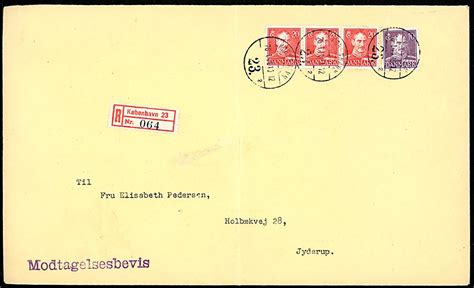 DANMARK DANMARK DANMARK DANMARK
23.
København 23
R Nr. 064
Til
Fru Elisabeth Pedersen,
Holbækvej 28,
Jyderup.
Modtagelsesbevis